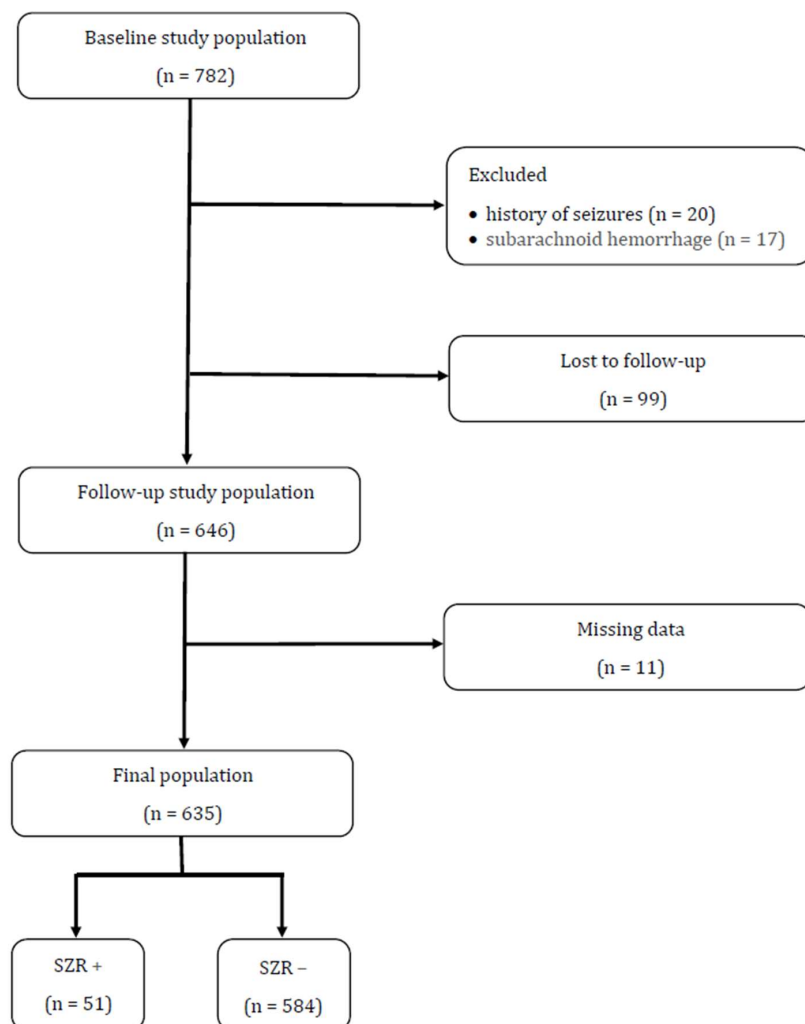 Baseline study population
(n = 782)
Excluded
• history of seizures (n = 20)
• subarachnoid hemorrhage (n = 17)
Lost to follow-up
(n = 99)
Follow-up study population
(n = 646)
Missing data
(n = 11)
Final population
(n = 635)
SZR +
(n = 51)
SZR –
(n = 584)